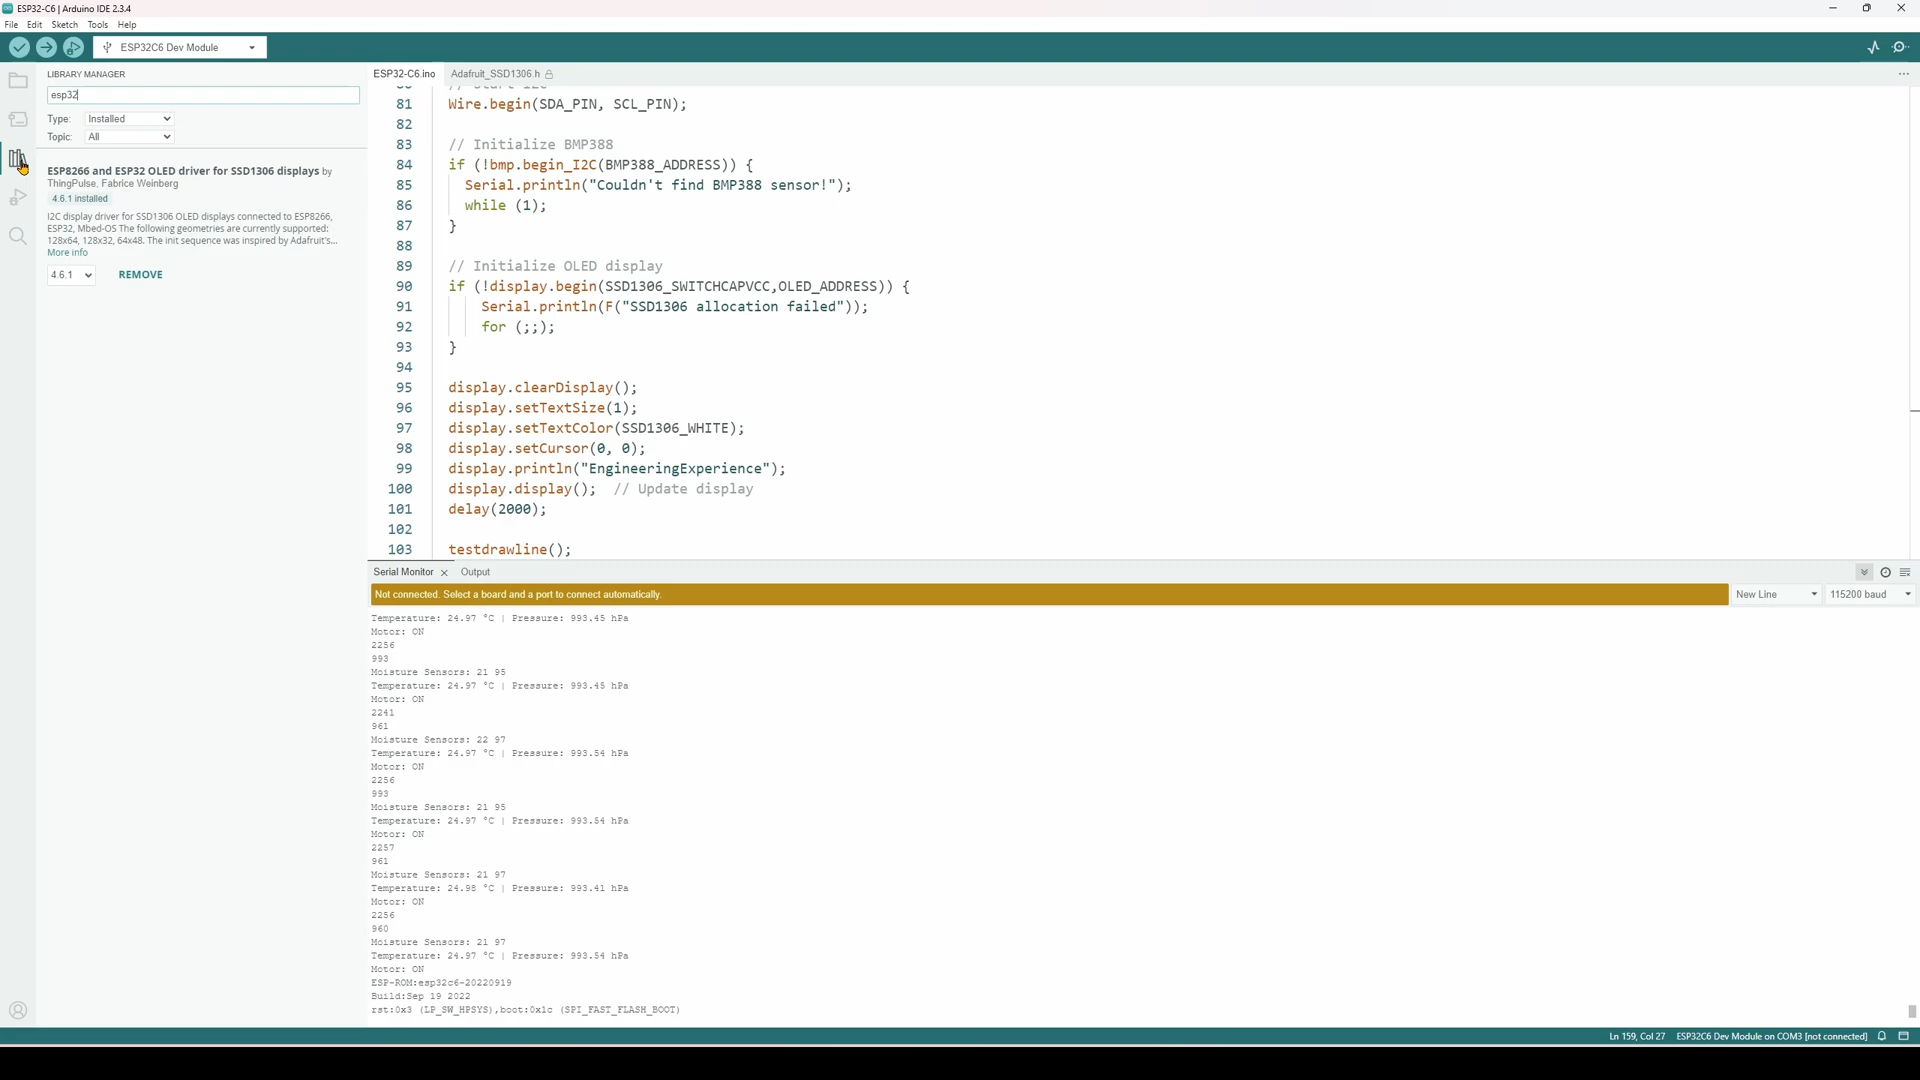 ESP32-C6 | Arduino IDE 2.3.4
File Edit Sketch Tools Help
ESP32C6 Dev Module
LIBRARY MANAGER
esp32
Type: Installed
Topic: All
ESP8266 and ESP32 OLED driver for SSD1306 displays by
ThingPulse, Fabrice Weinberg
4.6.1 installed
I2C display driver for SSD1306 OLED displays connected to ESP8266,
ESP32, Mbed-OS The following geometries are currently supported:
128x64, 128x32, 64x48. The init sequence was inspired by Adafruit's...
More info
4.6.1 REMOVE
ESP32-C6.ino Adafruit_SSD1306.h
81 Wire.begin(SDA_PIN, SCL_PIN);
82
83 // Initialize BMP388
84 if (!bmp.begin_I2C(BMP388_ADDRESS)) {
85 Serial.println("Couldn't find BMP388 sensor!");
86 while (1);
87 }
88
89 // Initialize OLED display
90 if (!display.begin(SSD1306_SWITCHCAPVCC,OLED_ADDRESS)) {
91 Serial.println(F("SSD1306 allocation failed"));
92 for (;;);
93 }
94
95 display.clearDisplay();
96 display.setTextSize(1);
97 display.setTextColor(SSD1306_WHITE);
98 display.setCursor(0, 0);
99 display.println("EngineeringExperience");
100 display.display(); // Update display
101 delay(2000);
102
103 testdrawline();
Serial Monitor Output
Not connected. Select a board and a port to connect automatically.
New Line 115200 baud
Temperature: 24.97 °C | Pressure: 993.45 hPa
Motor: ON
2256
993
Moisture Sensors: 21 95
Temperature: 24.97 °C | Pressure: 993.45 hPa
Motor: ON
2241
961
Moisture Sensors: 22 97
Temperature: 24.97 °C | Pressure: 993.54 hPa
Motor: ON
2256
993
Moisture Sensors: 21 95
Temperature: 24.97 °C | Pressure: 993.54 hPa
Motor: ON
2257
961
Moisture Sensors: 21 97
Temperature: 24.98 °C | Pressure: 993.41 hPa
Motor: ON
2256
960
Moisture Sensors: 21 97
Temperature: 24.97 °C | Pressure: 993.54 hPa
Motor: ON
ESP-ROM:esp32c6-20220919
Build:Sep 19 2022
rst:0x3 (LP_SW_HPSYS),boot:0x1c (SPI_FAST_FLASH_BOOT)
Ln 159, Col 27 ESP32C6 Dev Module on COM3 [not connected]